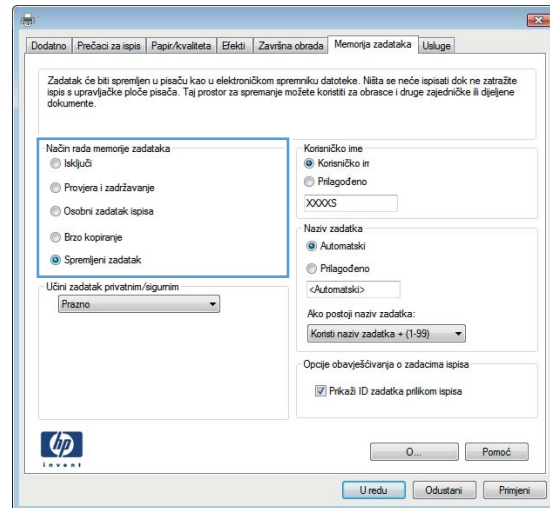 Dodatno Prečaci za ispis Papir/kvaliteta Efekti Završna obrada Memorija zadataka Usluge
Zadatak će biti spremljen u pisaču kao u elektroničkom spremniku datoteke. Ništa se neće ispisati dok ne zatražite
ispis s upravljačke ploče pisača. Taj prostor za spremanje možete koristiti za obrasce i druge zajedničke ili dijeljene
dokumente.
Način rada memorije zadataka
Isključi
Provjera i zadržavanje
Osobni zadatak ispisa
Brzo kopiranje
Spremljeni zadatak
Učini zadatak privatnim/sigurnim
Prazno
Korisničko ime
Korisničko im
Prilagođeno
XXXXS
Naziv zadatka
Automatski
Prilagođeno
<Automatski>
Ako postoji naziv zadatka:
Koristi naziv zadatka + (1-99)
Opcije obavješćivanja o zadacima ispisa
Prikaži ID zadatka prilikom ispisa
hp
invent
O... Pomoć
U redu Odustani Primjeni